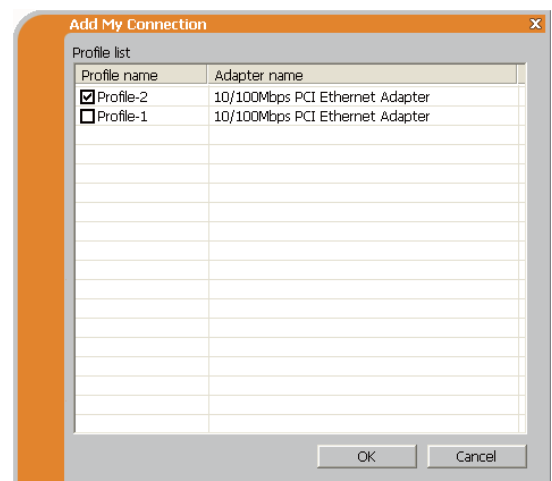 Add My Connection x
Profile list
Profile name Adapter name
Profile-2 10/100Mbps PCI Ethernet Adapter
Profile-1 10/100Mbps PCI Ethernet Adapter
OK Cancel